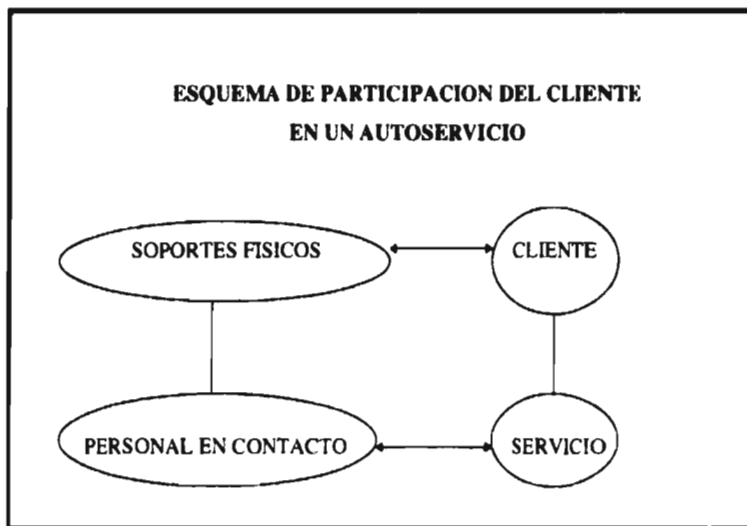 ESQUEMA DE PARTICIPACION DEL CLIENTE
EN UN AUTOSERVICIO
SOPORTES FISICOS
CLIENTE
PERSONAL EN CONTACTO
SERVICIO